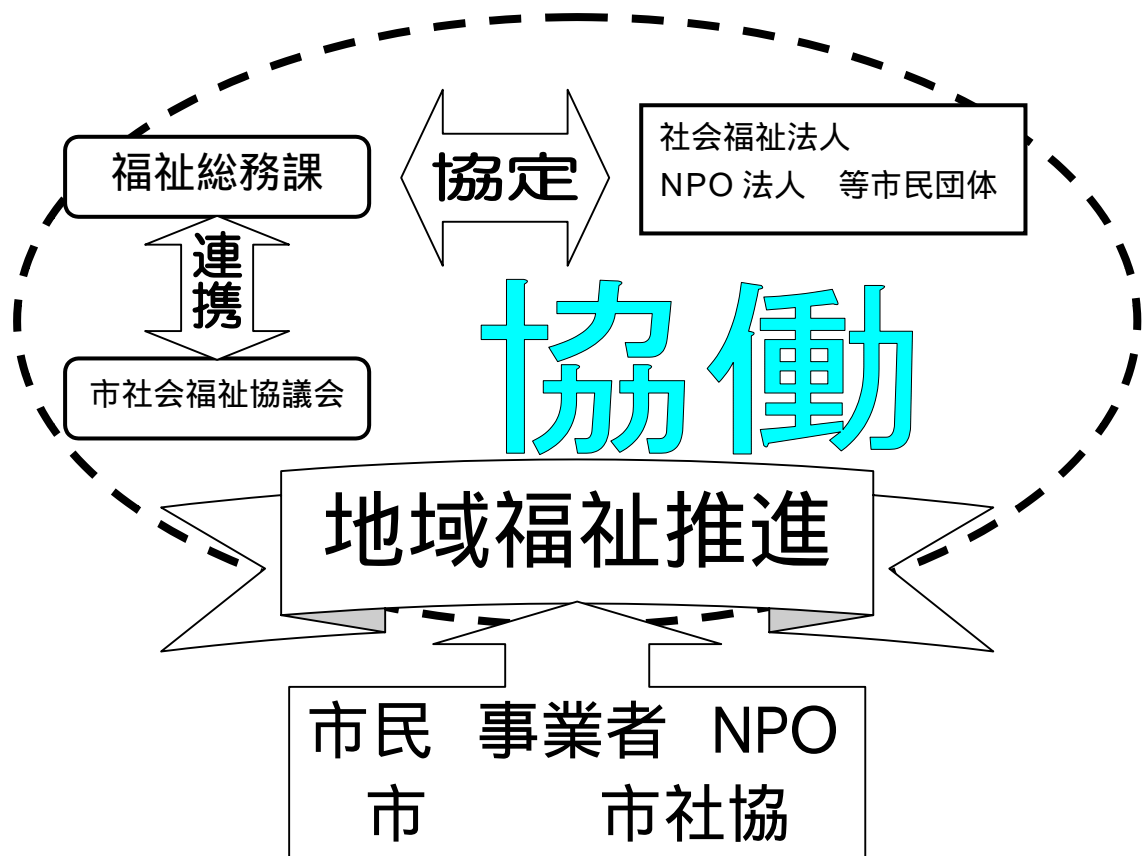 福祉総務課
協定
社会福祉法人
NPO 法人　等市民団体
連
携
市社会福祉協議会
協働
地域福祉推進
市民　事業者　NPO
市　　　市社協